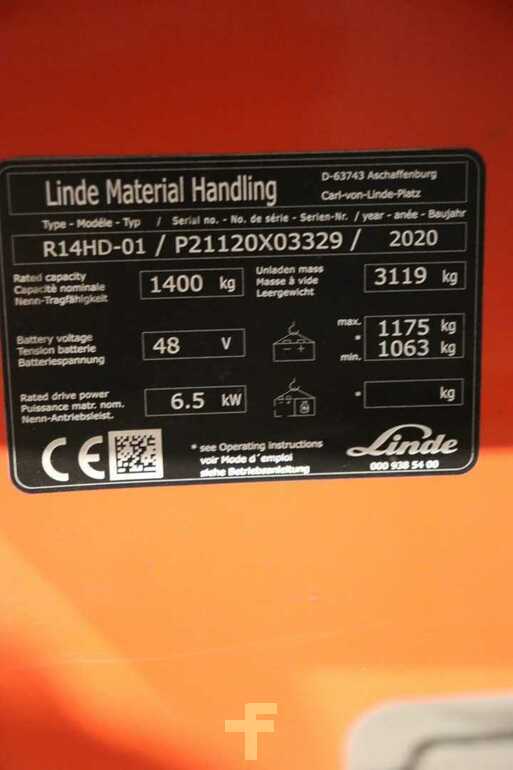 Linde Material Handling
D-63743 Aschaffenburg
Carl-von-Linde-Platz
Type - Modéle - Typ / Serial no. - No. de série - Serien-Nr. / year - anée - Baujahr
R14HD-01 / P21120X03329 / 2020
Rated capacity
Capacité nominale
Nenn-Tragfähigkeit
1400 kg
Unladen mass
Masse à vide
Leergewicht
3119 kg
Battery voltage
Tension batterie
Batteriespannung
48 V
max. 1175 kg
*
min. 1063 kg
Rated drive power
Puissance matr. nom.
Nenn-Antriebsleist.
6.5 kW
* kg
CE
* see Operating instructions
voir Mode d´emploi
siehe Betriebsanleitung
Linde
000 938 54 00